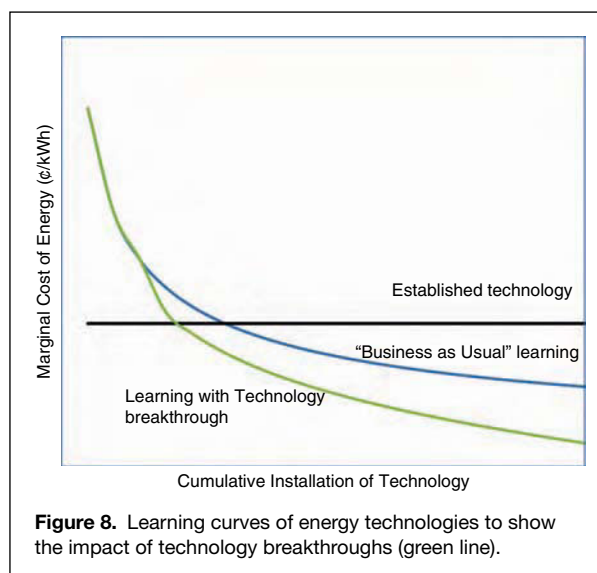 Marginal Cost of Energy (¢/kWh)
Established technology
“Business as Usual” learning
Learning with Technology
breakthrough
Cumulative Installation of Technology
Figure 8. Learning curves of energy technologies to show
the impact of technology breakthroughs (green line).